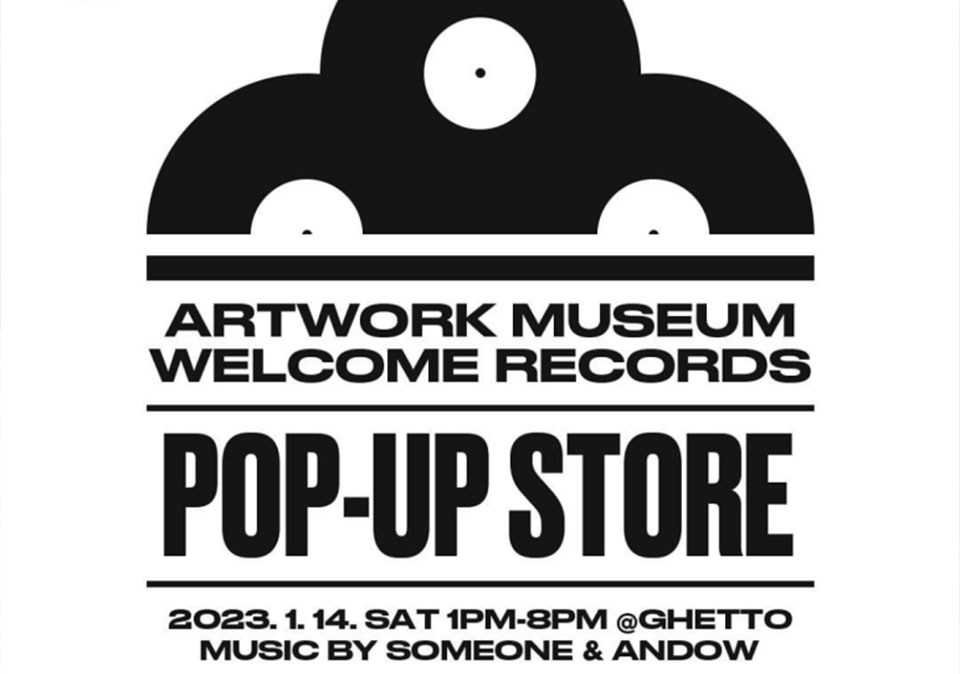 ARTWORK MUSEUM
WELCOME RECORDS
POP-UP STORE
2023. 1. 14. SAT 1PM-8PM @GHETTO
MUSIC BY SOMEONE & ANDOW